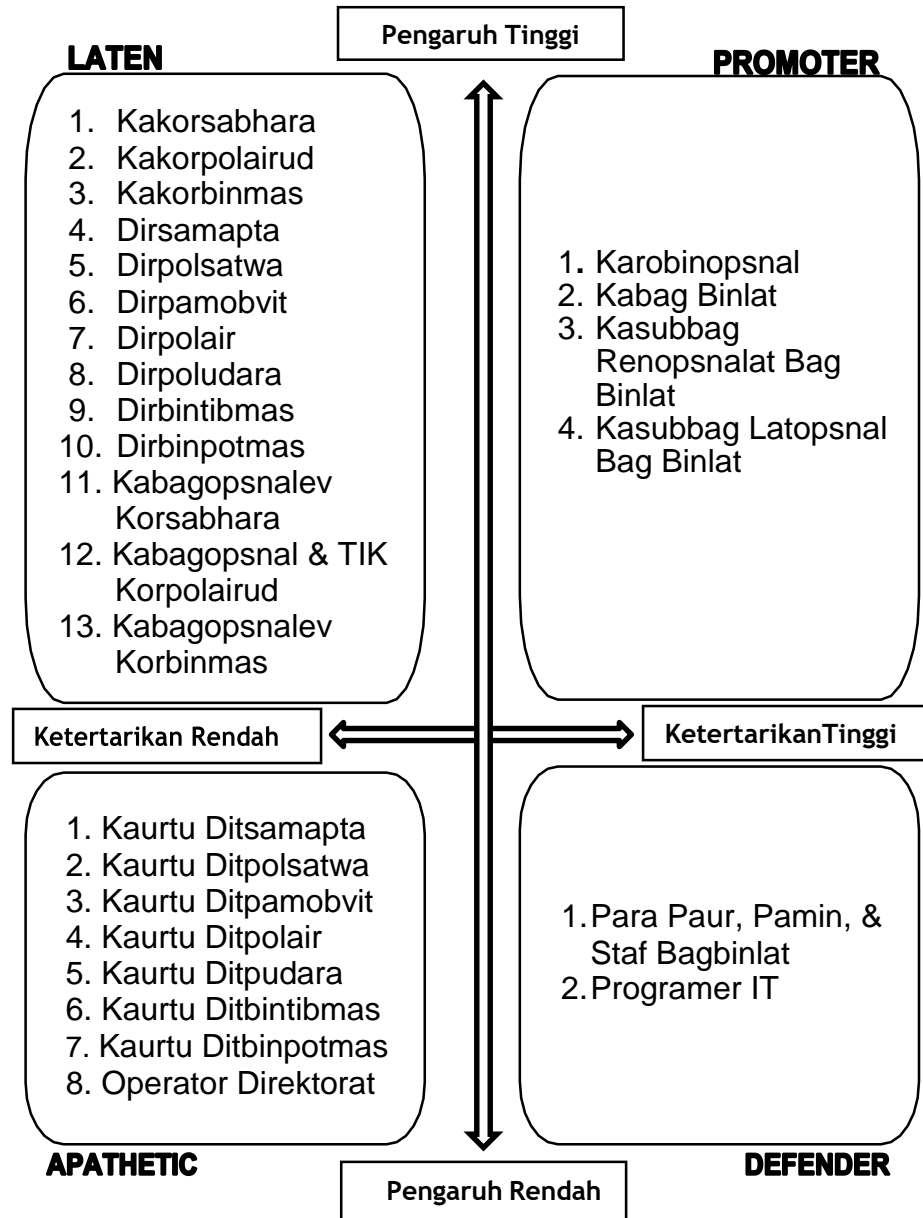 Pengaruh Tinggi
LATEN
1. Kakorsabhara
2. Kakorpolairud
3. Kakorbinmas
4. Dirsamapta
5. Dirpolsatwa
6. Dirpamobvit
7. Dirpolair
8. Dirpoludara
9. Dirbintibmas
10. Dirbinpotmas
11. Kabagopsnalev
Korsabhara
12. Kabagopsnal & TIK
Korpolairud
13. Kabagopsnalev
Korbinmas
PROMOTER
1. Karobinopsnal
2. Kabag Binlat
3. Kasubbag
Renopsnalat Bag
Binlat
4. Kasubbag Latopsnal
Bag Binlat
Ketertarikan Rendah
KetertarikanTinggi
1. Kaurtu Ditsamapta
2. Kaurtu Ditpolsatwa
3. Kaurtu Ditpamobvit
4. Kaurtu Ditpolair
5. Kaurtu Ditpudara
6. Kaurtu Ditbintibmas
7. Kaurtu Ditbinpotmas
8. Operator Direktorat
APATHETIC
1.Para Paur, Pamin, &
Staf Bagbinlat
2.Programer IT
DEFENDER
Pengaruh Rendah